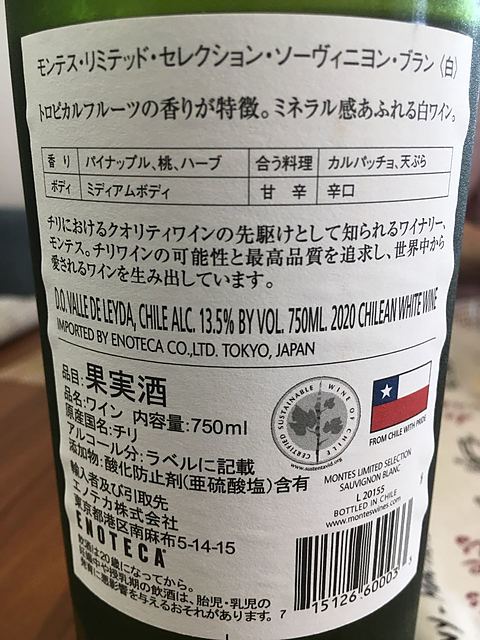 モンテス・リミテッド・セレクション・ソーヴィニヨン・ブラン〈白〉
トロピカルフルーツの香りが特徴。ミネラル感あふれる白ワイン。
香り パイナップル、桃、ハーブ 合う料理 カルパッチョ、天ぷら
ボディ ミディアムボディ 甘辛 辛口
チリにおけるクオリティワインの先駆けとして知られるワイナリー、
モンテス。チリワインの可能性と最高品質を追求し、世界中から
愛されるワインを生み出しています。
D.O. VALLE DE LEYDA, CHILE ALC. 13.5% BY VOL. 750ML. 2020 CHILEAN WHITE WINE
IMPORTED BY ENOTECA CO.,LTD. TOKYO, JAPAN
品目:果実酒
品名:ワイン 内容量:750ml
原産国名:チリ
アルコール分:ラベルに記載
添加物:酸化防止剤(亜硫酸塩)含有
輸入者及び引取先
エノテカ株式会社
東京都港区南麻布5-14-15
ENOTECA
飲酒は20歳になってから。
妊娠中や授乳期の飲酒は、胎児・乳児の
発育に悪影響を与えるおそれがあります。
CERTIFIED SUSTAINABLE WINE OF CHILE
www.sustentavid.org
FROM CHILE WITH PRIDE
MONTES LIMITED SELECTION
SAUVIGNON BLANC
L 20155
BOTTLED IN CHILE
www.monteswines.com
7 15126 60003 3